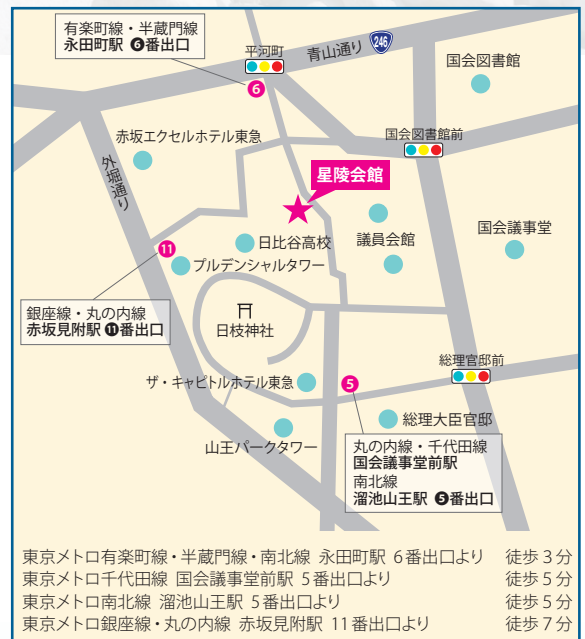 有楽町線・半蔵門線
永田町駅 ❻番出口
平河町
青山通り
246
国会図書館
6
赤坂エクセルホテル東急
国会図書館前
外堀通り
星陵会館
11
日比谷高校
議員会館
国会議事堂
プルデンシャルタワー
銀座線・丸の内線
赤坂見附駅 ⓫番出口
日枝神社
総理官邸前
ザ・キャピトルホテル東急
5
総理大臣官邸
山王パークタワー
丸の内線・千代田線
国会議事堂前駅
南北線
溜池山王駅 ❺番出口
東京メトロ有楽町線・半蔵門線・南北線 永田町駅 6番出口より 徒歩3分
東京メトロ千代田線 国会議事堂前駅 5番出口より 徒歩5分
東京メトロ南北線 溜池山王駅 5番出口より 徒歩5分
東京メトロ銀座線・丸の内線 赤坂見附駅 11番出口より 徒歩7分